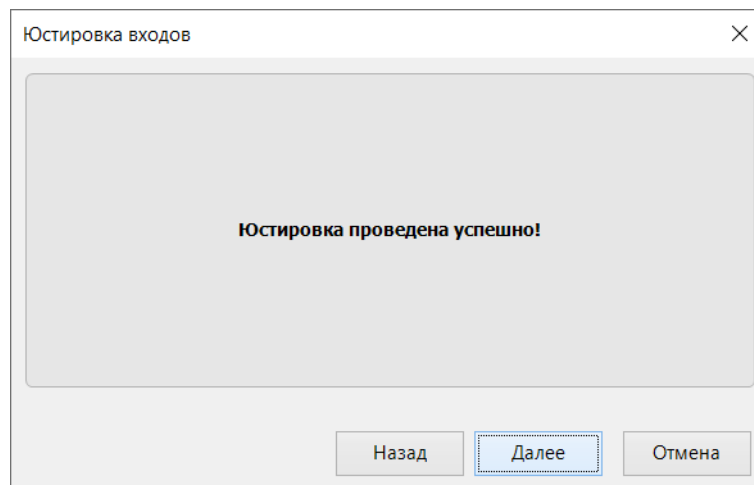 Юстировка входов
Юстировка проведена успешно!
Назад
Далее
Отмена